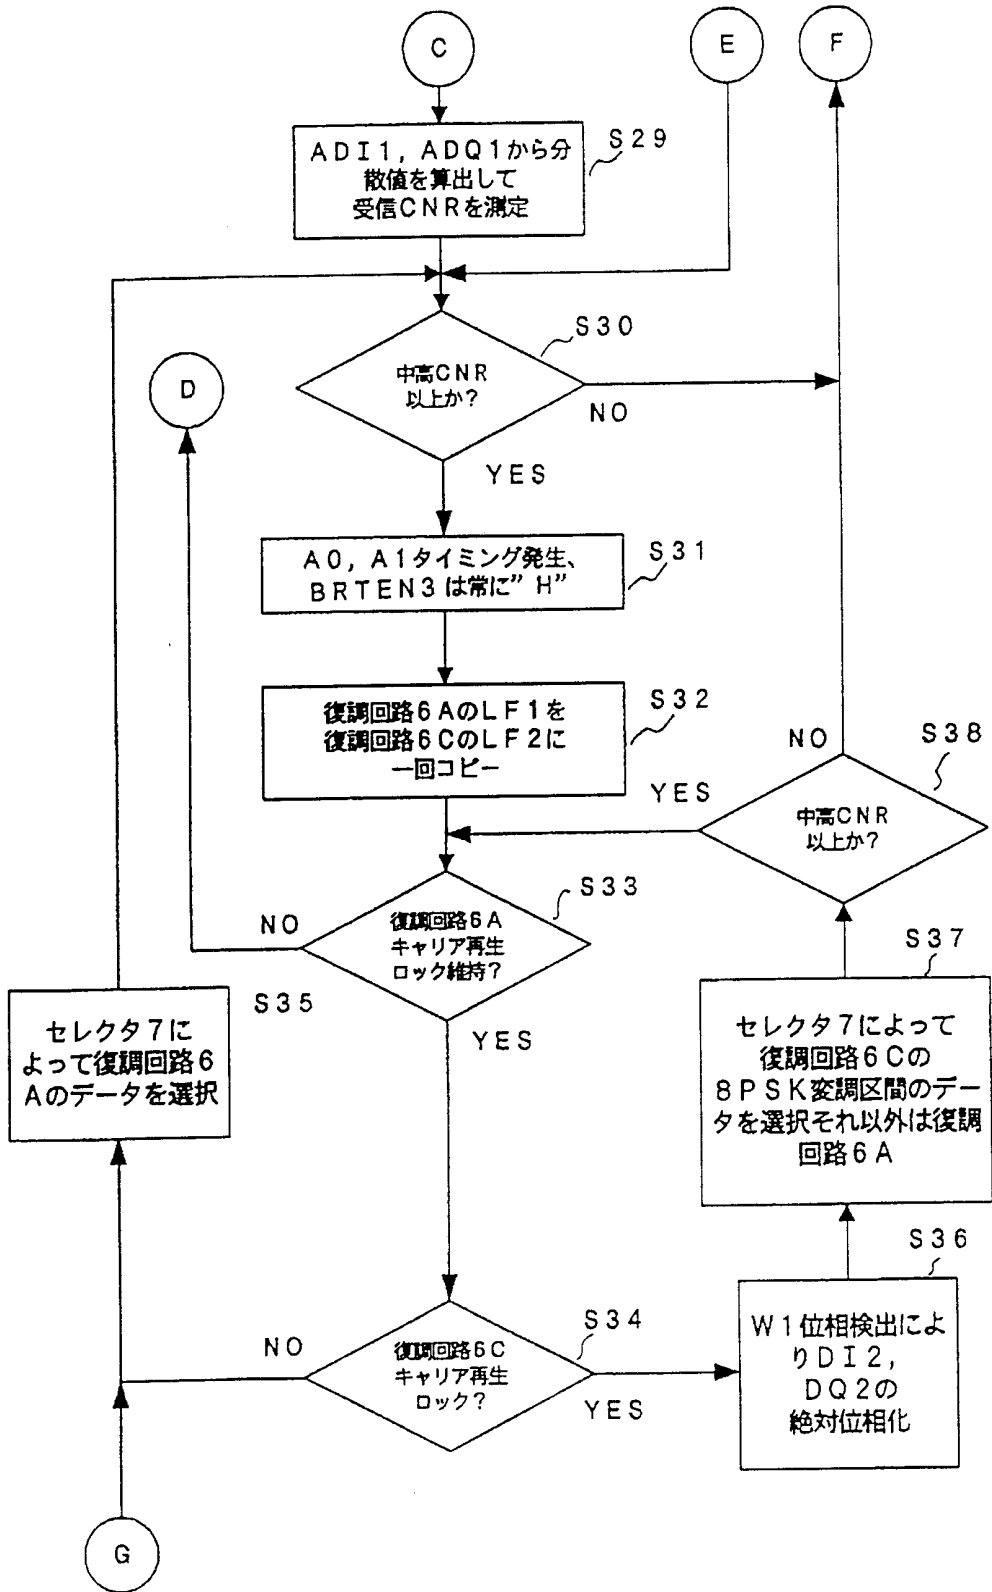 C
E
F
S29
ADI1, ADQ1から分
散値を算出して
受信CNRを測定
S30
中高CNR
以上か?
NO
YES
D
S31
A0, A1タイミング発生、
BRTEN3は常に”H”
S32
復調回路6AのLF1を
復調回路6CのLF2に
一回コピー
NO
S38
YES
中高CNR
以上か?
S33
NO
復調回路6A
キャリア再生
ロック維持?
YES
S35
セレクタ7に
よって復調回路6
Aのデータを選択
S37
セレクタ7によって
復調回路6Cの
8PSK変調区間のデー
タを選択それ以外は復調
回路6A
S36
W1位相検出によ
りDI2,
DQ2の
絶対位相化
S34
NO
復調回路6C
キャリア再生
ロック?
YES
G